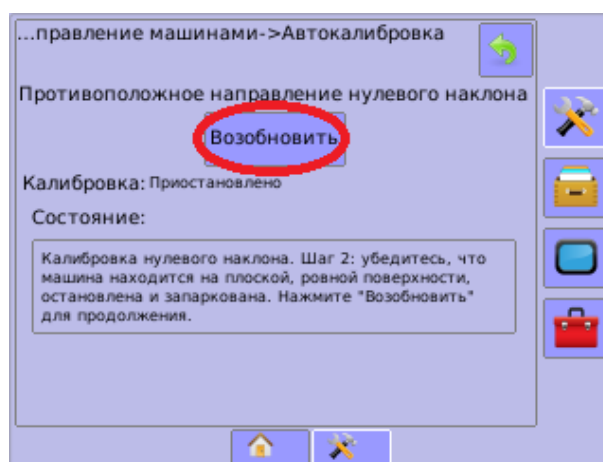 ...правление машинами->Автокалибровка
Противоположное направление нулевого наклона
Возобновить
Калибровка: Приостановлено
Состояние:
Калибровка нулевого наклона. Шаг 2: убедитесь, что
машина находится на плоской, ровной поверхности,
остановлена и запаркована. Нажмите "Возобновить"
для продолжения.